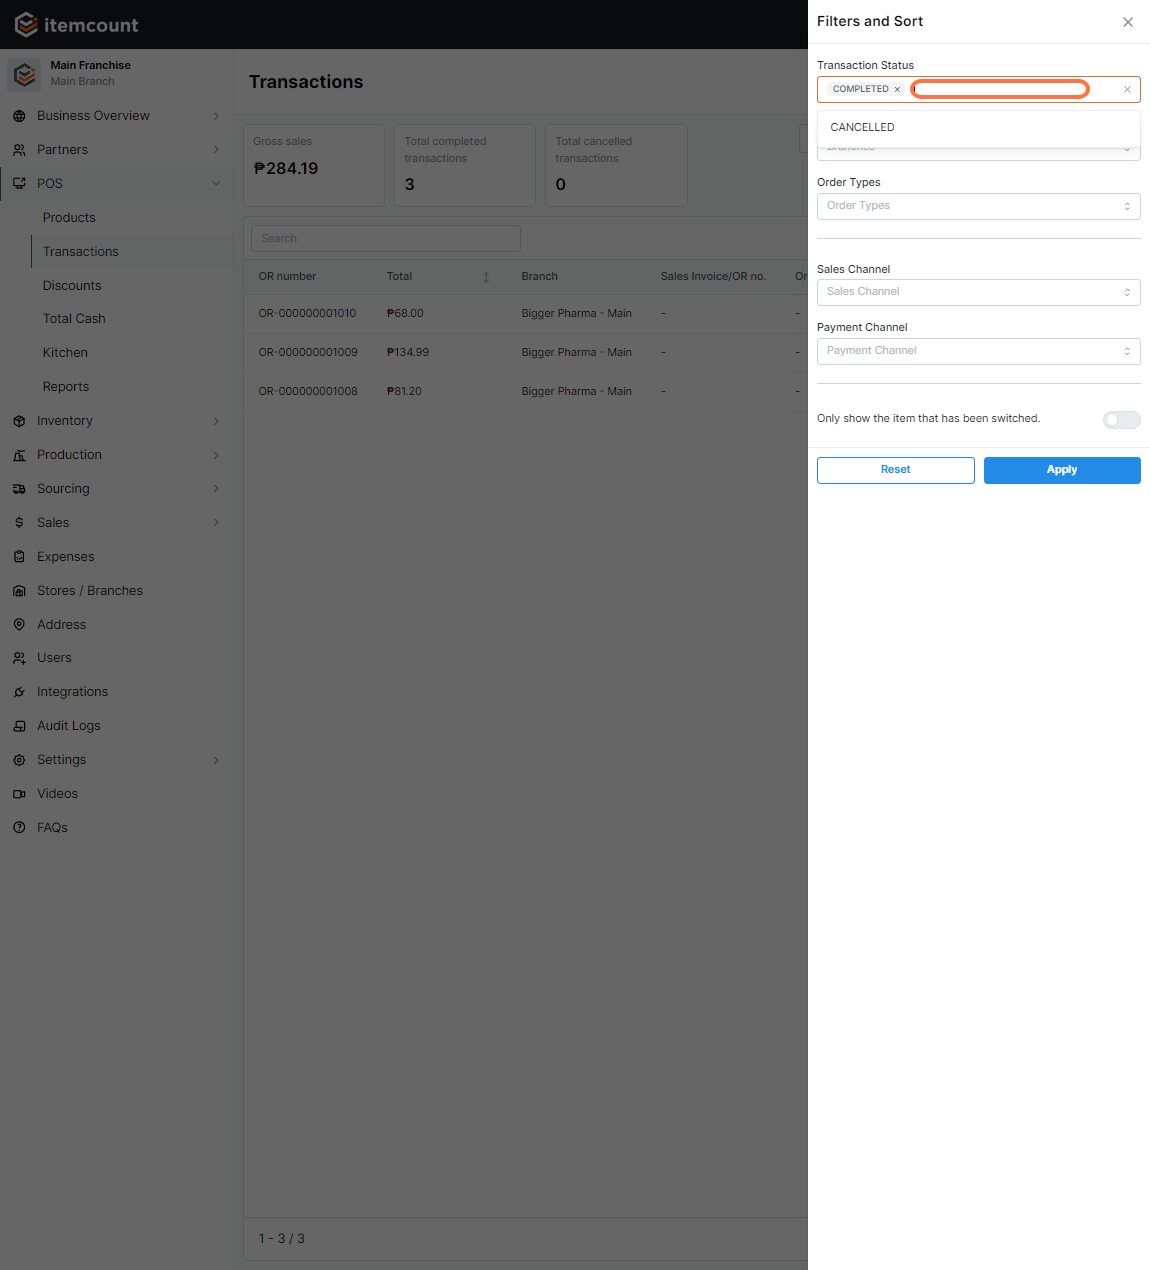 itemcount
Main Franchise
Main Branch
Business Overview
Partners
POS
Products
Transactions
Discounts
Total Cash
Kitchen
Reports
Inventory
Production
Sourcing
Sales
Expenses
Stores / Branches
Address
Users
Integrations
Audit Logs
Settings
Videos
FAQs
Transactions
Gross sales
₱284.19
Total completed
transactions
3
Total cancelled
transactions
0
Search
OR number Total Branch Sales Invoice/OR no. Or
OR-000000001010 ₱68.00 Bigger Pharma - Main - -
OR-000000001009 ₱134.99 Bigger Pharma - Main - -
OR-000000001008 ₱81.20 Bigger Pharma - Main - -
1 - 3 / 3
Filters and Sort
Transaction Status
COMPLETED
CANCELLED
Branches
Order Types
Order Types
Sales Channel
Sales Channel
Payment Channel
Payment Channel
Only show the item that has been switched.
Reset
Apply